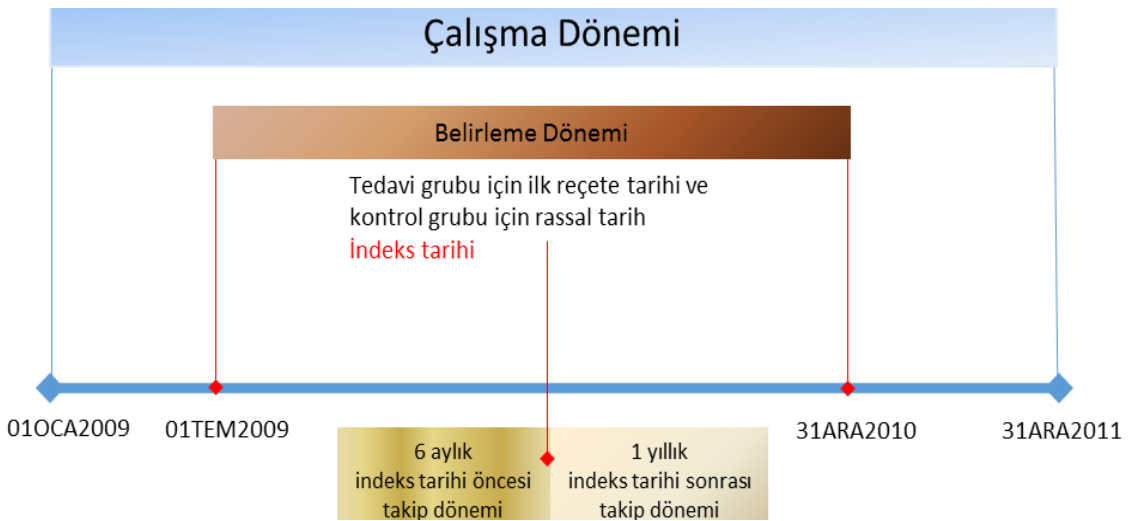 Çalışma Dönemi
Belirleme Dönemi
Tedavi grubu için ilk reçete tarihi ve
kontrol grubu için rassal tarih
İndeks tarihi
01OCA2009
01TEM2009
31ARA2010
31ARA2011
6 aylık
indeks tarihi öncesi
takip dönemi
1 yıllık
indeks tarihi sonrası
takip dönemi